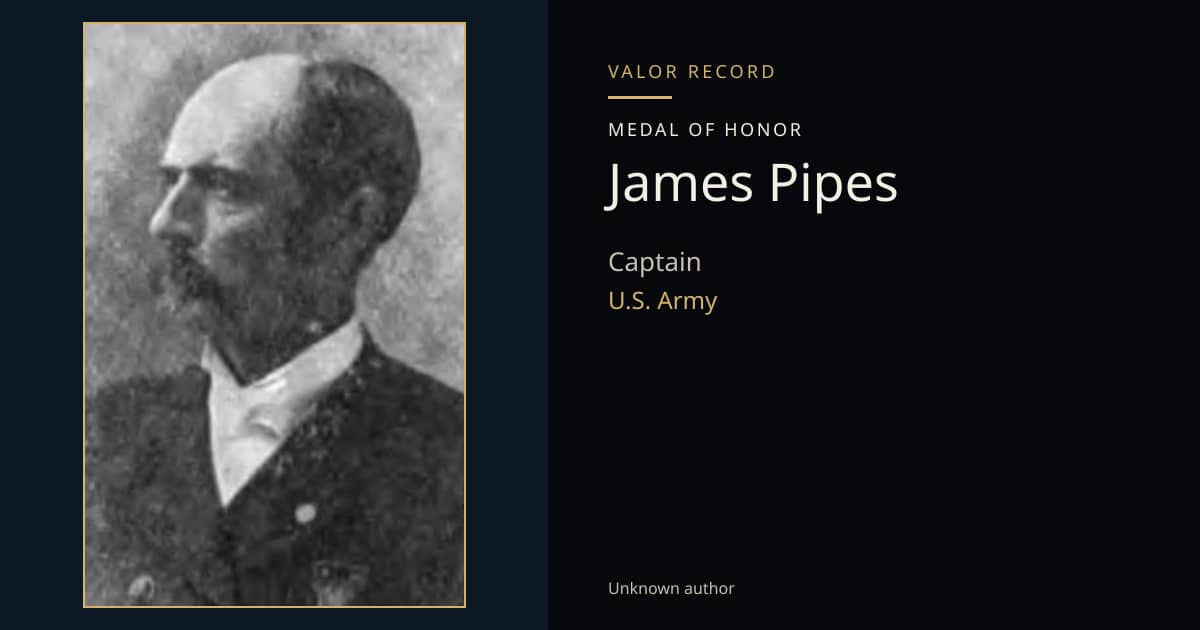 VALOR RECORD
MEDAL OF HONOR
James Pipes
Captain
U.S. Army
Unknown author